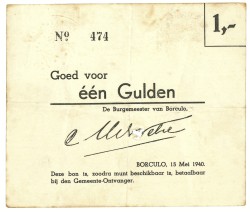 1,-
No 474
Goed voor
één Gulden
De Burgemeester van Borculo,
BORCULO, 15 Mei 1940.
Deze bon is, zoodra munt beschikbaar is, betaalbaar
bij den Gemeente-Ontvanger.